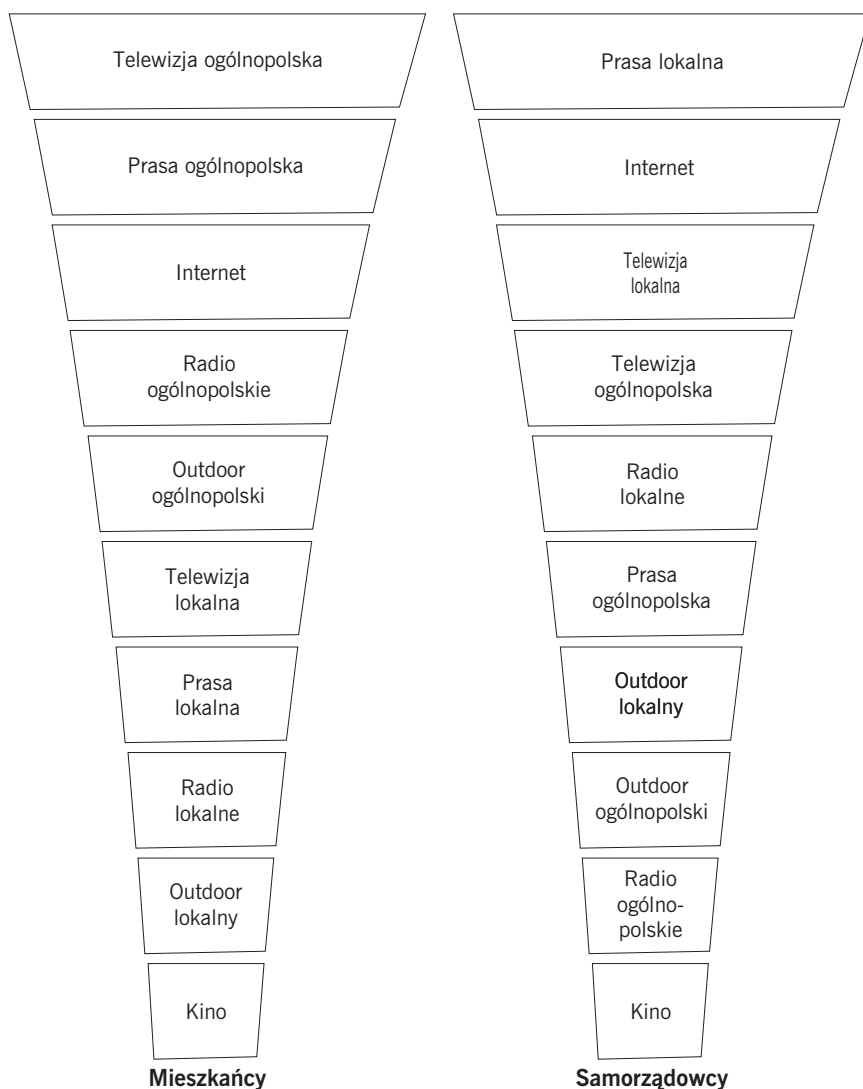 Telewizja ogólnopolska
Prasa ogólnopolska
Internet
Radio
ogólnopolskie
Outdoor
ogólnopolski
Telewizja
lokalna
Prasa
lokalna
Radio
lokalne
Outdoor
lokalny
Kino
Mieszkańcy
Prasa lokalna
Internet
Telewizja
lokalna
Telewizja
ogólnopolska
Radio
lokalne
Prasa
ogólnopolska
Outdoor
lokalny
Outdoor
ogólnopolski
Radio
ogólno-
polskie
Kino
Samorządowcy